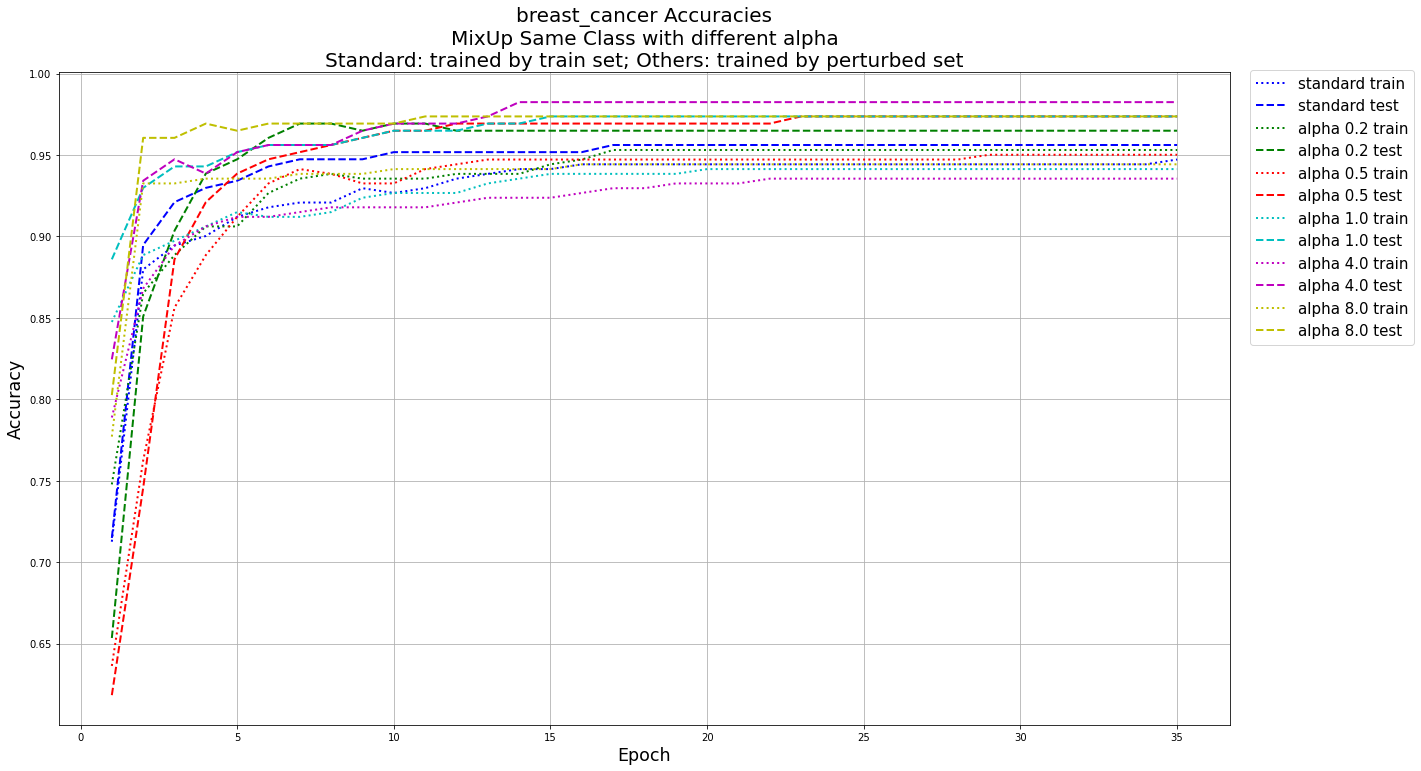 breast_cancer Accuracies
MixUp Same Class with different alpha
Standard: trained by train set; Others: trained by perturbed set
1.00
0.95
0.90
0.85
0.80
0.75
0.70
0.65
Accuracy
0
5
10
15
20
25
30
35
Epoch
standard train
standard test
alpha 0.2 train
alpha 0.2 test
alpha 0.5 train
alpha 0.5 test
alpha 1.0 train
alpha 1.0 test
alpha 4.0 train
alpha 4.0 test
alpha 8.0 train
alpha 8.0 test